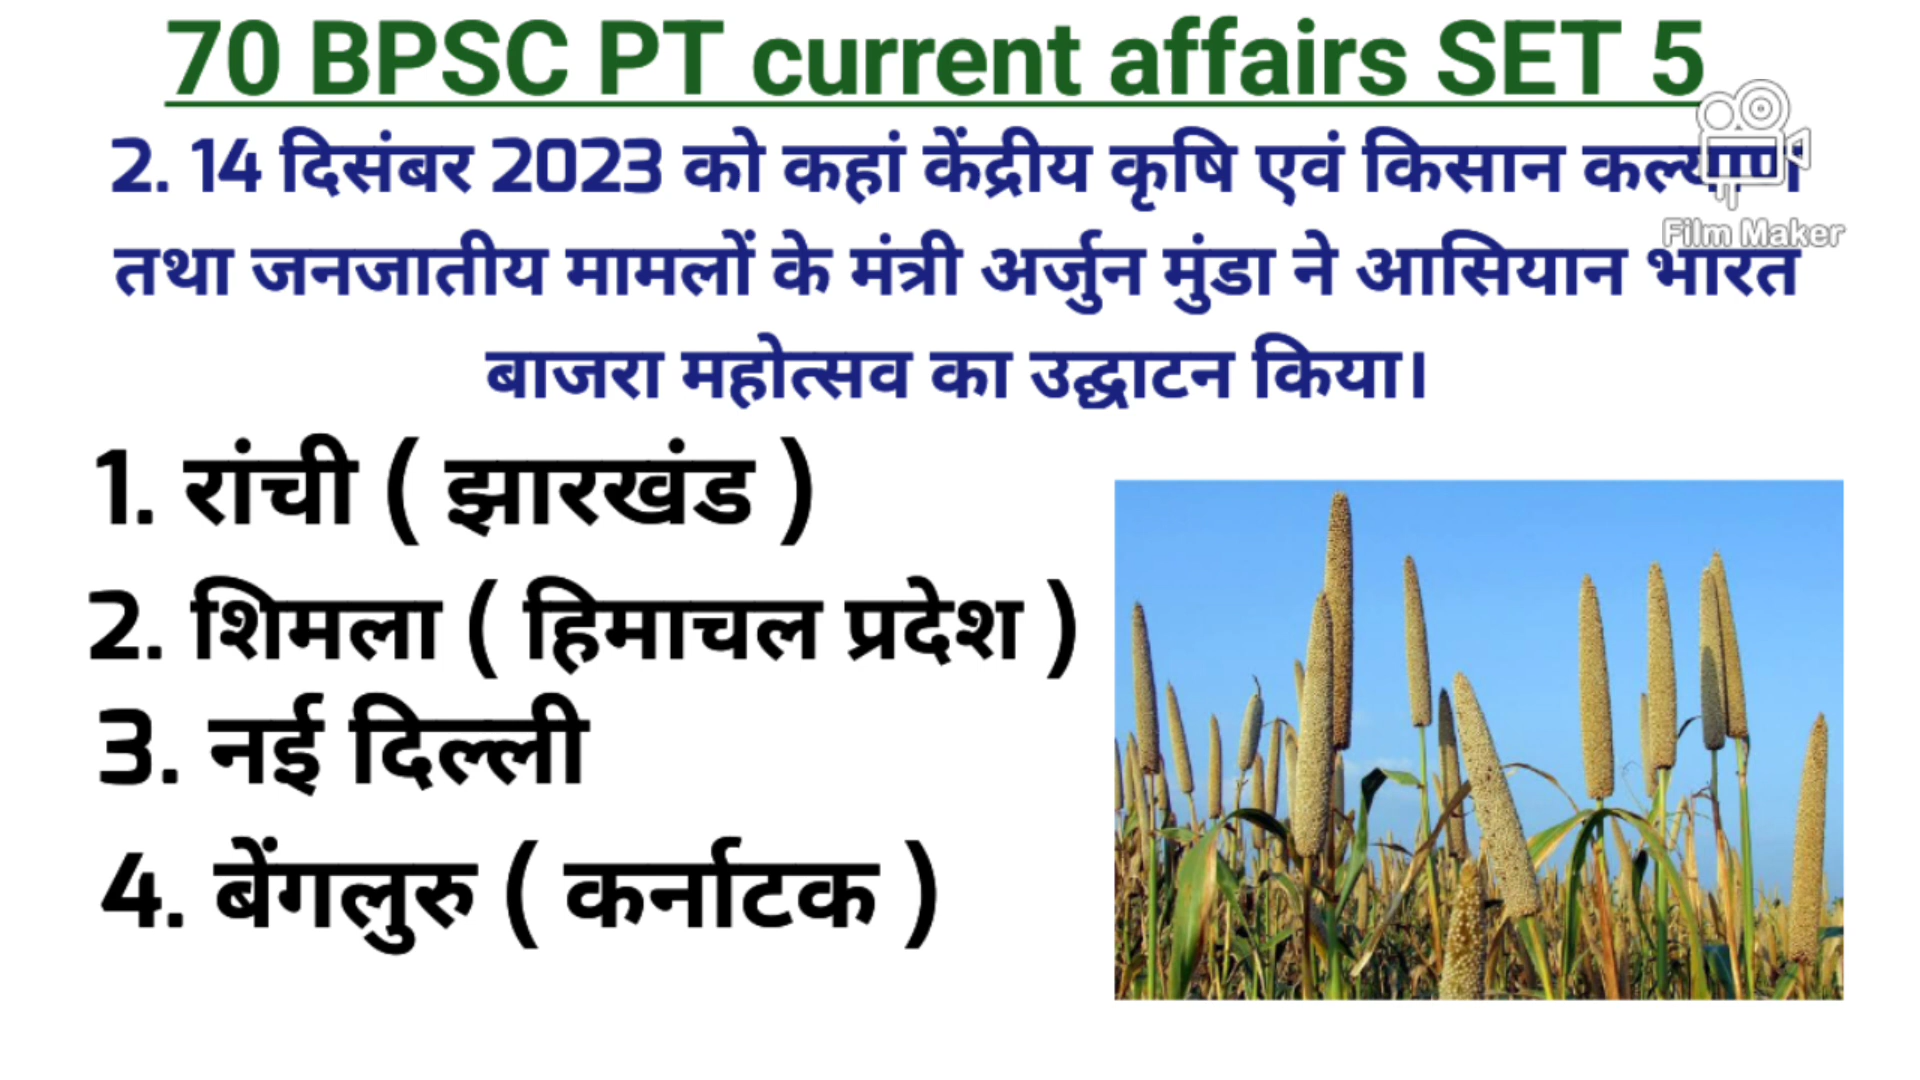 70 BPSC PT current affairs SET 5
2. 14 दिसंबर 2023 को कहां केंद्रीय कृषि एवं किसान कल्याण
Film Maker
तथा जनजातीय मामलों के मंत्री अर्जुन मुंडा ने आसियान भारत
बाजरा महोत्सव का उद्घाटन किया।
1. रांची ( झारखंड )
2. शिमला ( हिमाचल प्रदेश )
3. नई दिल्ली
4. बेंगलुरु ( कर्नाटक )